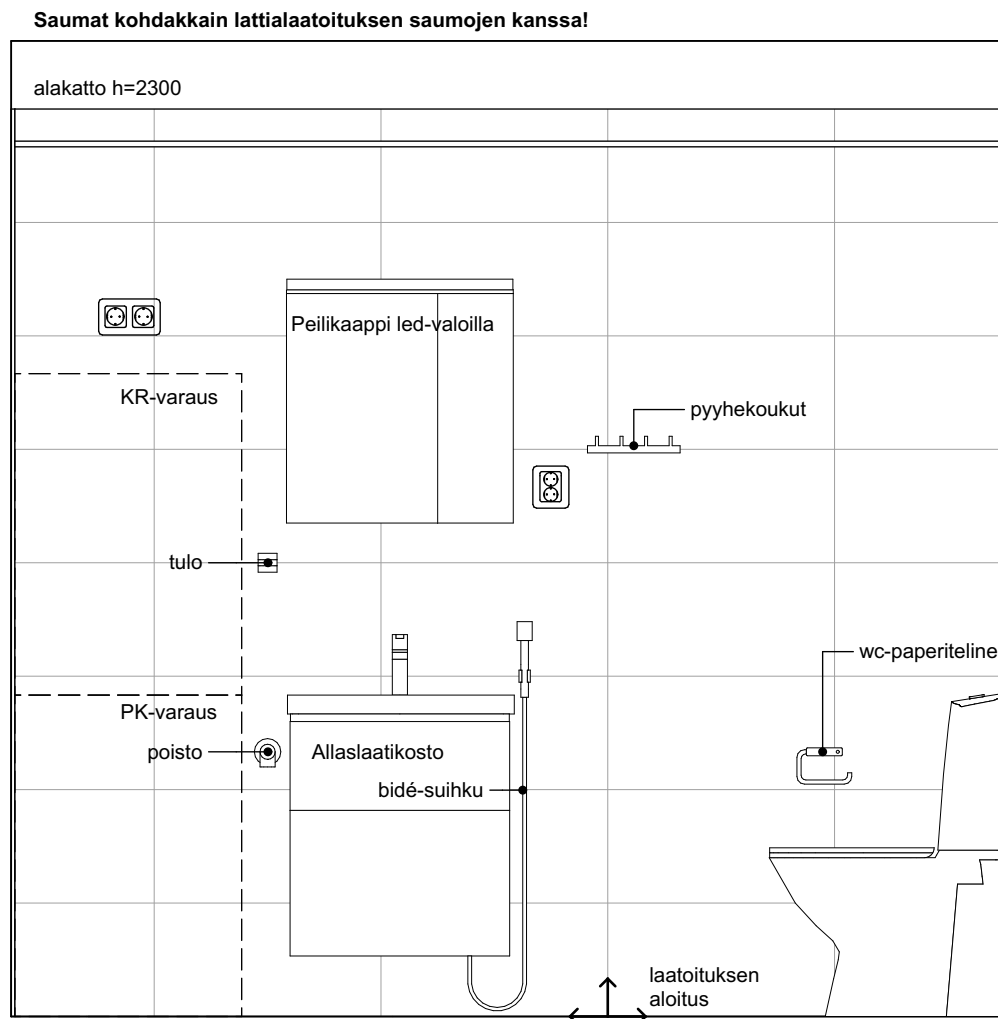 Saumat kohdakkain lattialaatoituksen saumojen kanssa!
alakatto h=2300
Peilikaappi led-valoilla
KR-varaus
pyyhekoukut
tulo
wc-paperiteline
PK-varaus
poisto
Allaslaatikosto
bidé-suihku
laatoituksen
aloitus